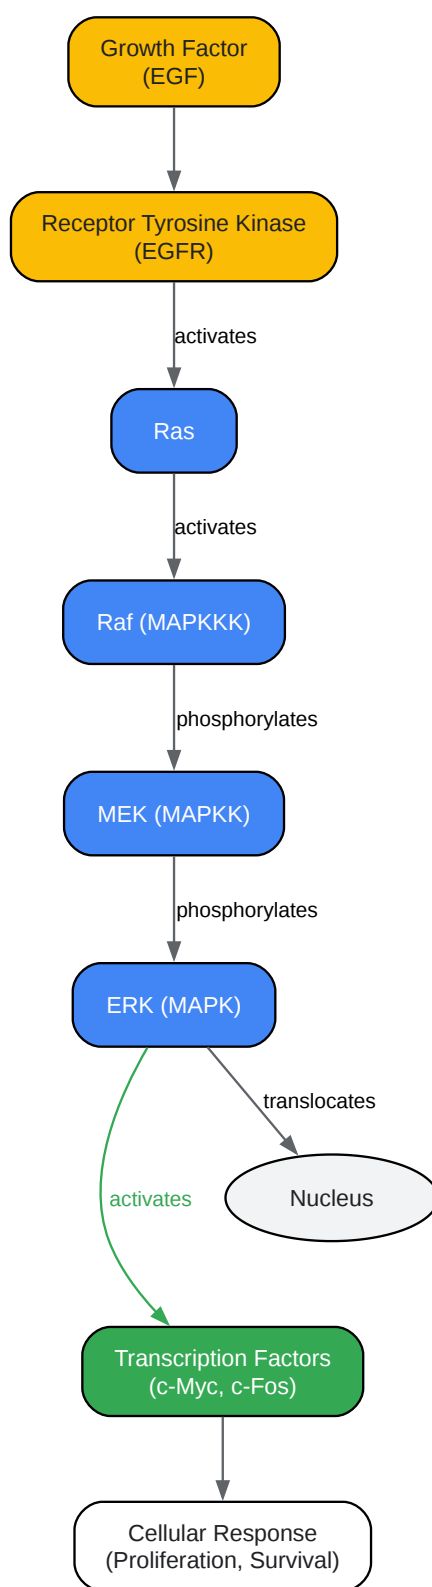 Growth Factor
(EGF)
Receptor Tyrosine Kinase
(EGFR)
activates
Ras
activates
Raf (MAPKKK)
phosphorylates
MEK (MAPKK)
phosphorylates
ERK (MAPK)
translocates
activates
Nucleus
Transcription Factors
(c-Myc, c-Fos)
Cellular Response
(Proliferation, Survival)